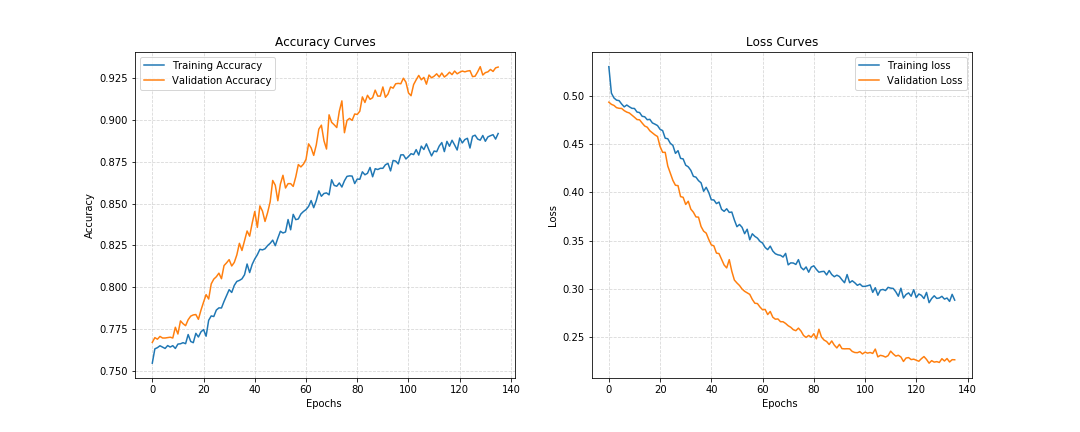 Accuracy Curves
Training Accuracy
Validation Accuracy
0.925
0.900
0.875
0.850
0.825
0.800
0.775
0.750
Accuracy
0 20 40 60 80 100 120 140
Epochs
Loss Curves
Training loss
Validation Loss
0.50
0.45
0.40
0.35
0.30
0.25
Loss
0 20 40 60 80 100 120 140
Epochs